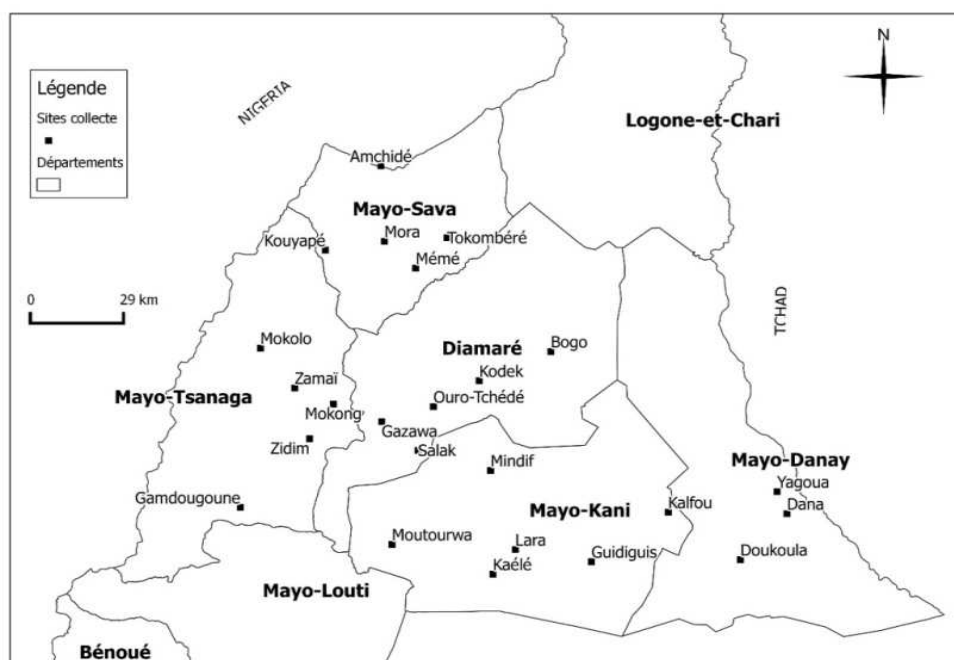 N
Légende
Sites collecte
Départements
NIGERIA
Logone-et-Chari
Amchidé
Mayo-Sava
Kouyapé
Mora
Tokombéré
Mémé
0 29 km
TCHAD
Mokolo
Diamaré
Bogo
Zamaï
Kodek
Mayo-Tsanaga
Mokong
Ouro-Tchédé
Gazawa
Zidim
Salak
Mindif
Mayo-Danay
Yagoua
Gamdougoune
Mayo-Kani
Kalfou
Dana
Moutourwa
Lara
Guidiguis
Doukoula
Kaélé
Mayo-Louti
Bénoué